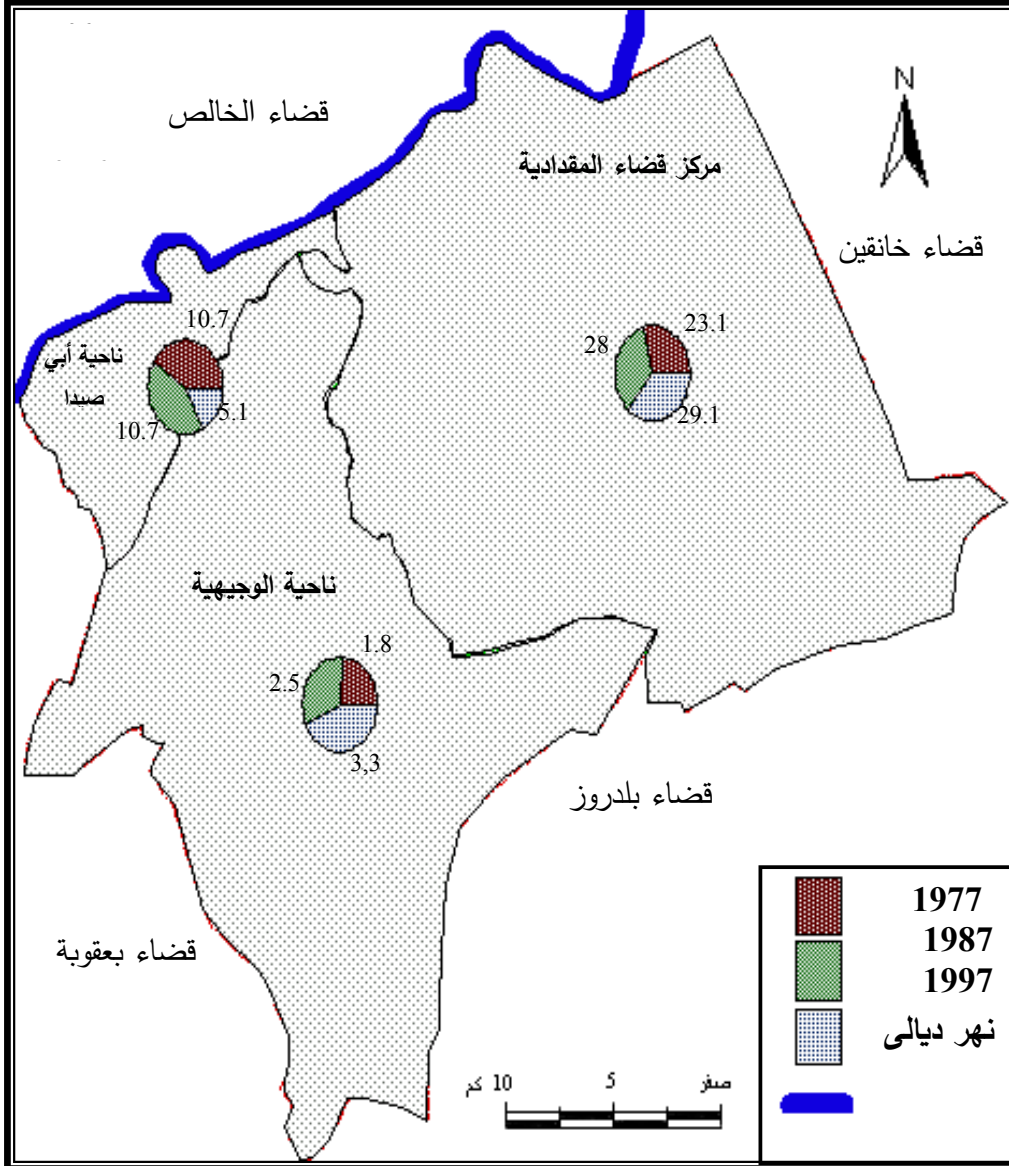 N
قضاء الخالص
مركز قضاء المقدادية
قضاء خانقين
10.7
ناحية أبي
صيدا
5.1
10.7
23.1
28
29.1
ناحية الوجيهية
1.8
2.5
3,3
قضاء بلدروز
قضاء بعقوبة
1977
1987
1997
نهر ديالى
صفر 5 10 كم